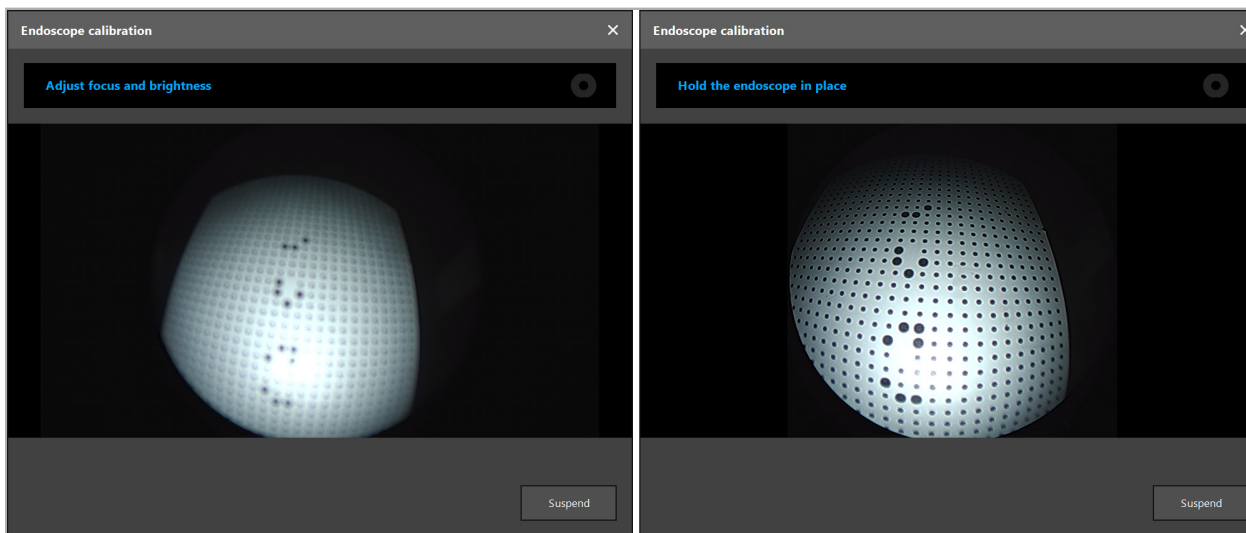 Endoscope calibration
Adjust focus and brightness
Suspend
Endoscope calibration
Hold the endoscope in place
Suspend